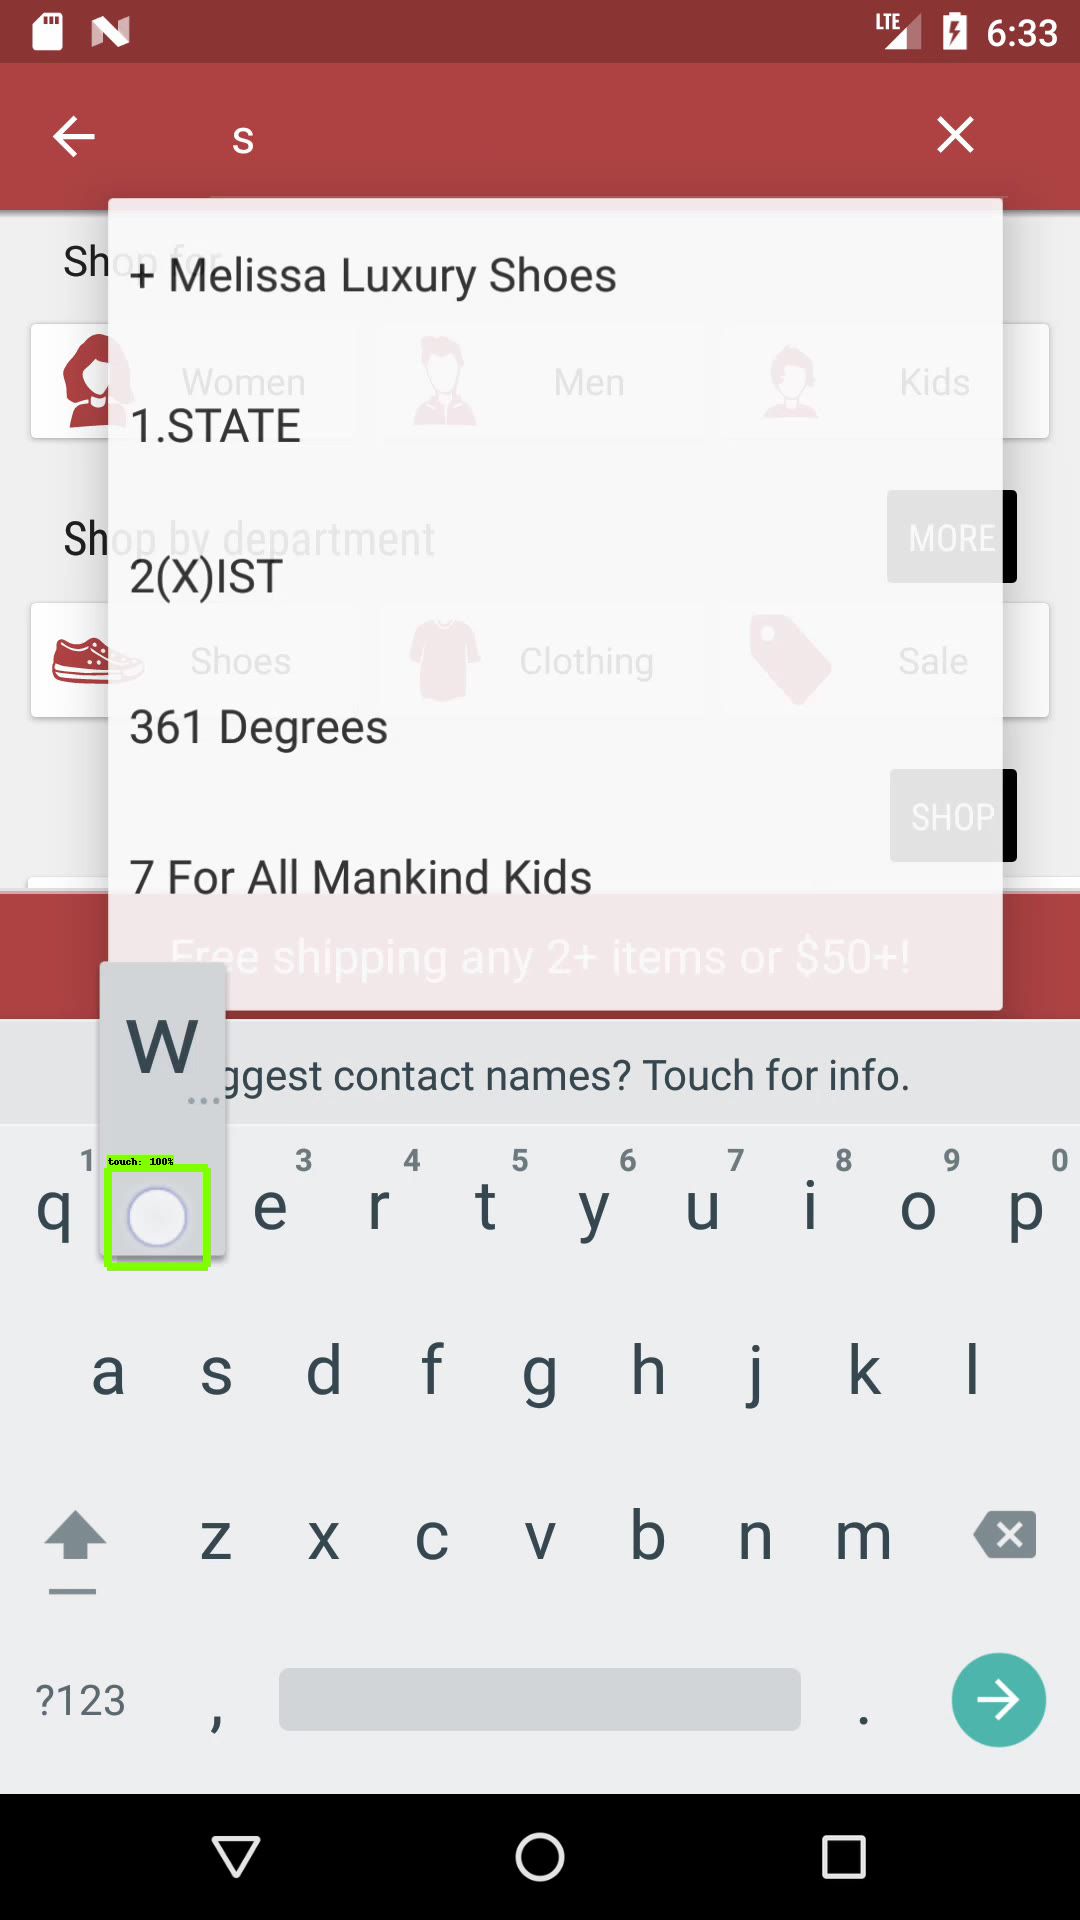 LTE 6:33
s
Shop for
+ Melissa Luxury Shoes
Women Men Kids
1.STATE
Shop by department MORE
2(X)IST
Shoes Clothing Sale
361 Degrees
SHOP
7 For All Mankind Kids
Free shipping any 2+ items or $50+!
w
ggest contact names? Touch for info.
touch: 100%
1 3 4 5 6 7 8 9 0
q e r t y u i o p
a s d f g h j k l
z x c v b n m
?123 , .